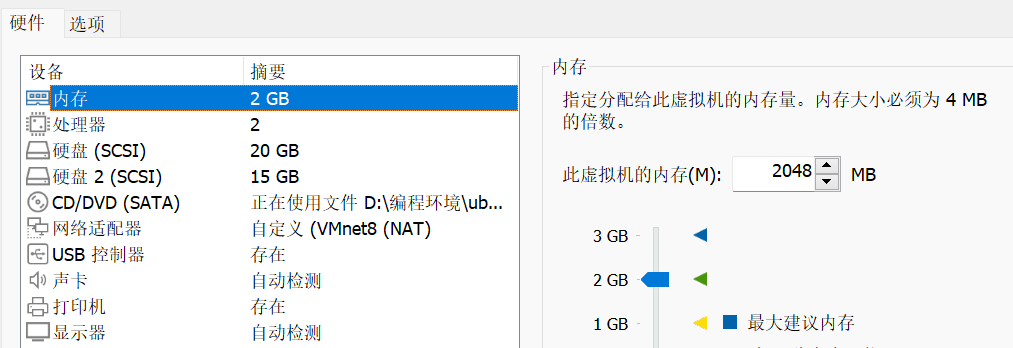 硬件 选项
设备 摘要
内存 2 GB
处理器 2
硬盘 (SCSI) 20 GB
硬盘 2 (SCSI) 15 GB
CD/DVD (SATA) 正在使用文件 D:\编程环境\ub...
网络适配器 自定义 (VMnet8 (NAT)
USB 控制器 存在
声卡 自动检测
打印机 存在
显示器 自动检测
内存
指定分配给此虚拟机的内存量。内存大小必须为 4 MB
的倍数。
此虚拟机的内存(M): 2048 MB
3 GB
2 GB
1 GB 最大建议内存